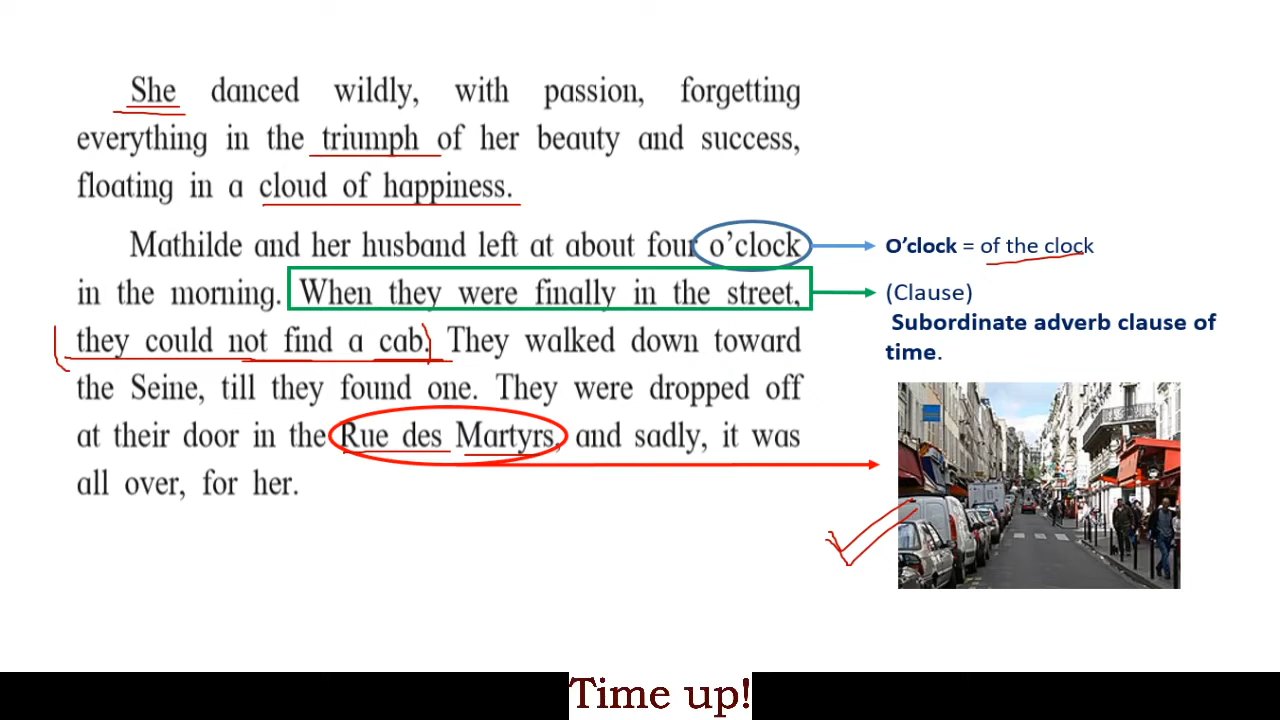 She danced wildly, with passion, forgetting
everything in the triumph of her beauty and success,
floating in a cloud of happiness.
Mathilde and her husband left at about four o’clock
in the morning. When they were finally in the street,
they could not find a cab. They walked down toward
the Seine, till they found one. They were dropped off
at their door in the Rue des Martyrs, and sadly, it was
all over, for her.
O’clock = of the clock
(Clause)
Subordinate adverb clause of
time.
Time up!